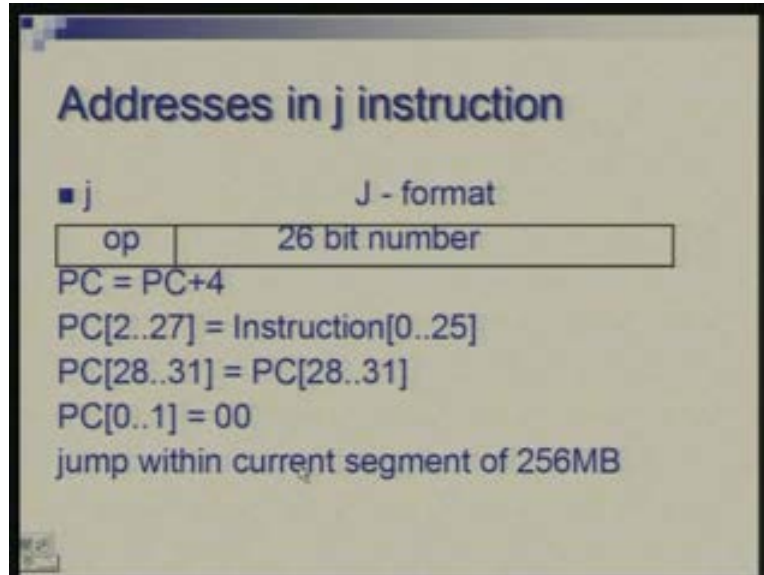 Addresses in j instruction
■ j J - format
op 26 bit number
PC = PC+4
PC[2..27] = Instruction[0..25]
PC[28..31] = PC[28..31]
PC[0..1] = 00
jump within current segment of 256MB